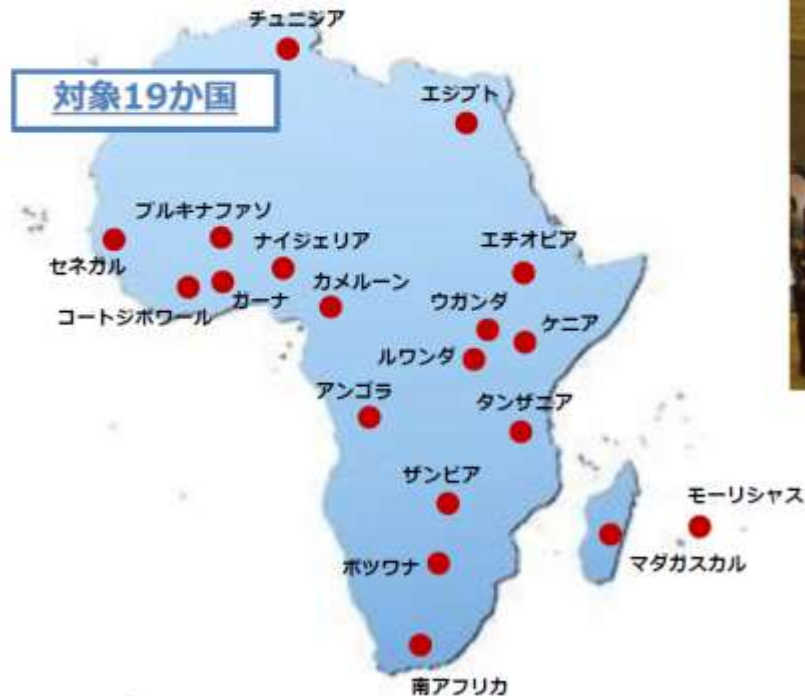 チュニジア
対象19か国
エジプト
ブルキナファソ
ナイジェリア
エチオピア
セネガル
カメルーン
ガーナ
コートジボワール
ウガンダ
ケニア
ルワンダ
アンゴラ
タンザニア
ザンビア
モーリシャス
マダガスカル
ボツワナ
南アフリカ